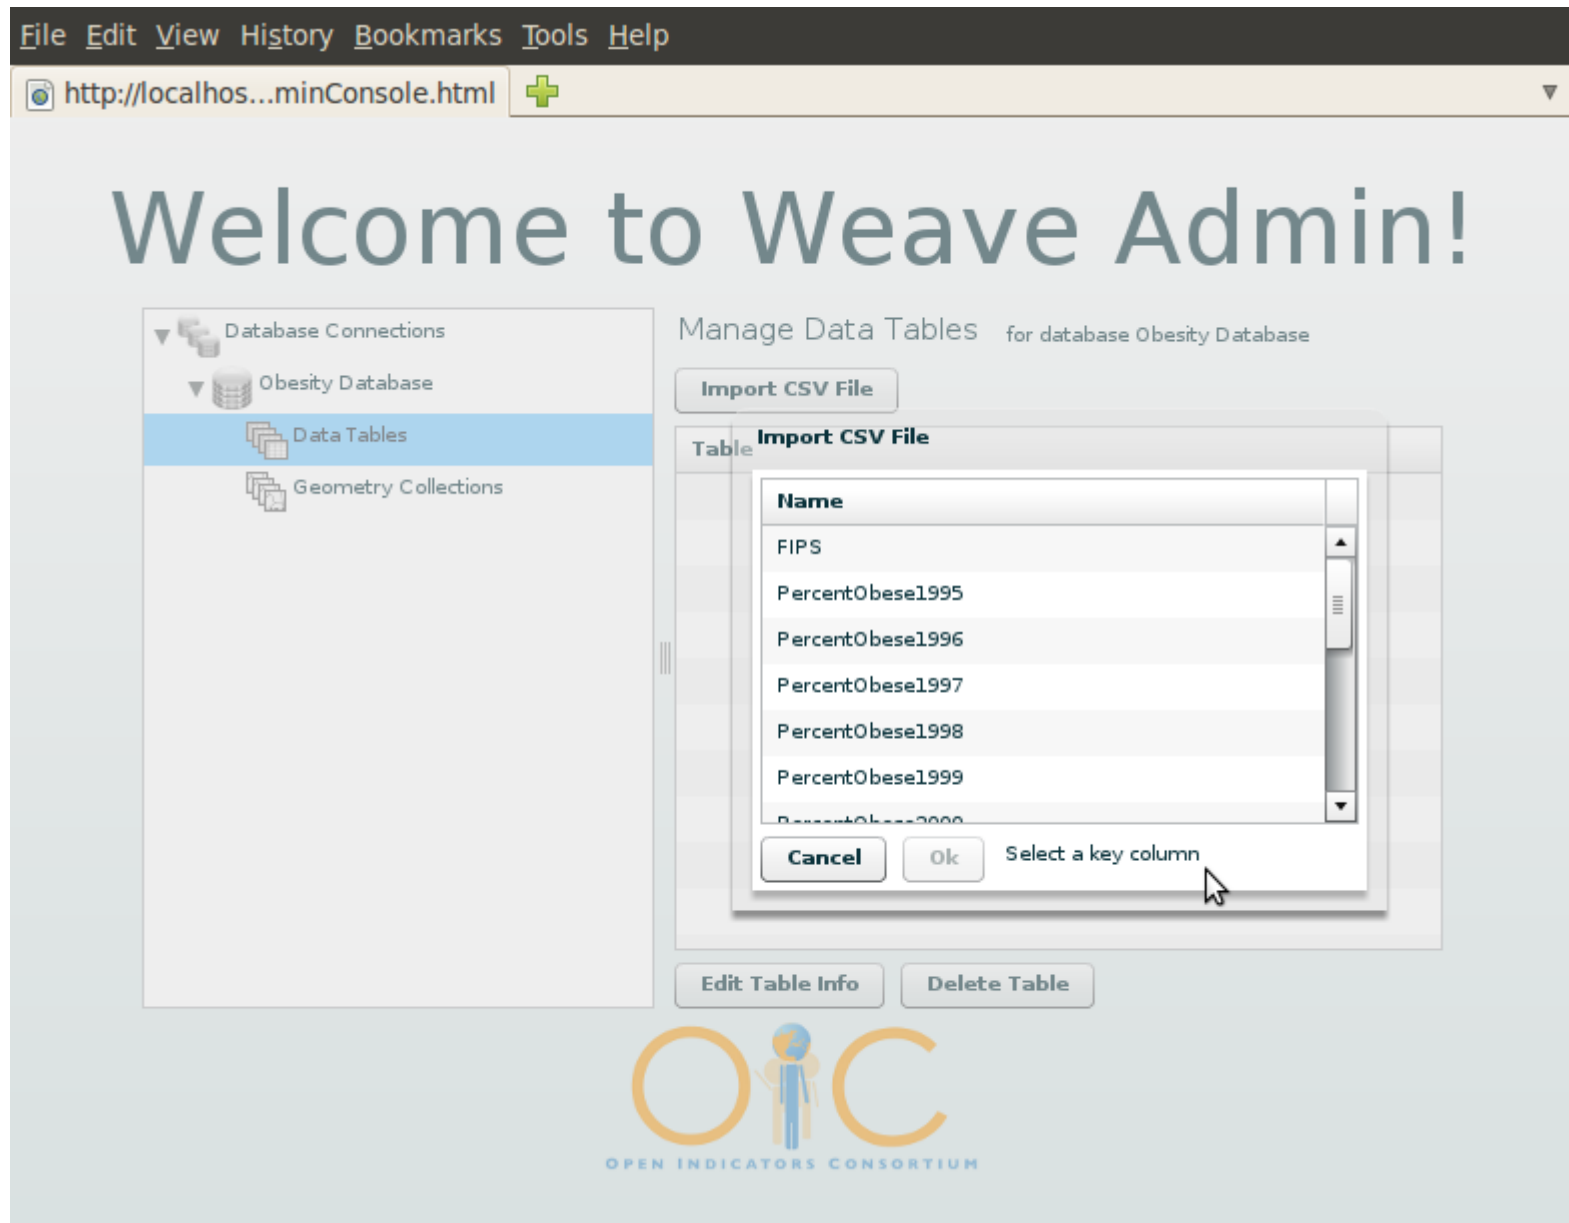 File Edit View History Bookmarks Tools Help
http://localhos...minConsole.html
Welcome to Weave Admin!
Database Connections
Obesity Database
Data Tables
Geometry Collections
Manage Data Tables for database Obesity Database
Import CSV File
Table
Import CSV File
Name
FIPS
PercentObese1995
PercentObese1996
PercentObese1997
PercentObese1998
PercentObese1999
PercentObese2000
Cancel Ok Select a key column
Edit Table Info Delete Table
OIC
OPEN INDICATORS CONSORTIUM